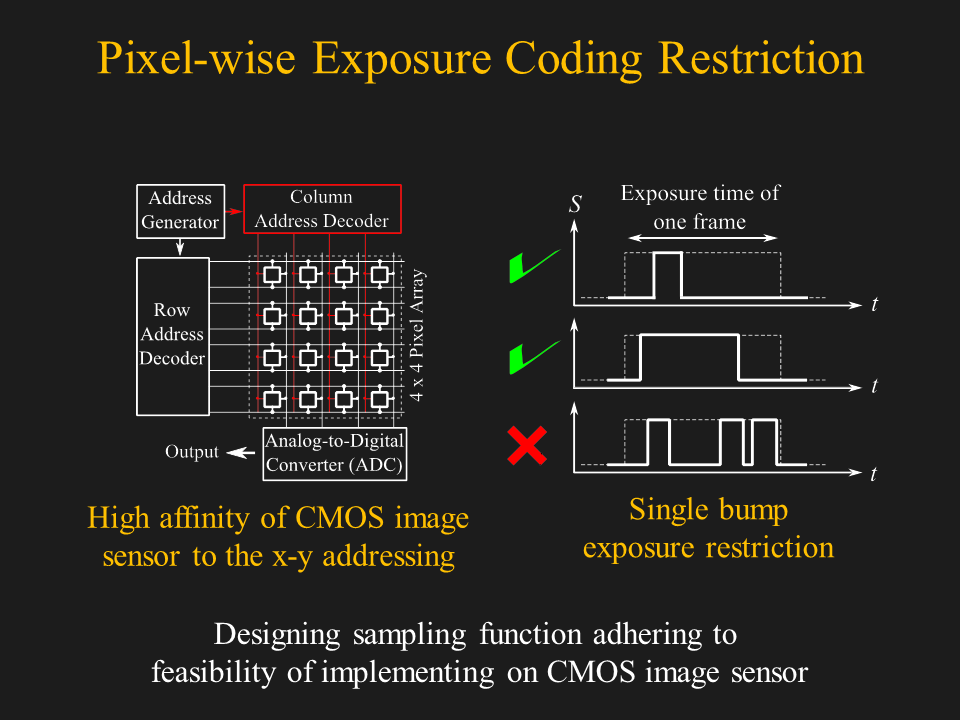 Pixel-wise Exposure Coding Restriction
Address
Generator
Column
Address Decoder
Row
Address
Decoder
4 x 4 Pixel Array
Output
Analog-to-Digital
Converter (ADC)
High affinity of CMOS image
sensor to the x-y addressing
S
Exposure time of
one frame
t
t
t
Single bump
exposure restriction
Designing sampling function adhering to
feasibility of implementing on CMOS image sensor